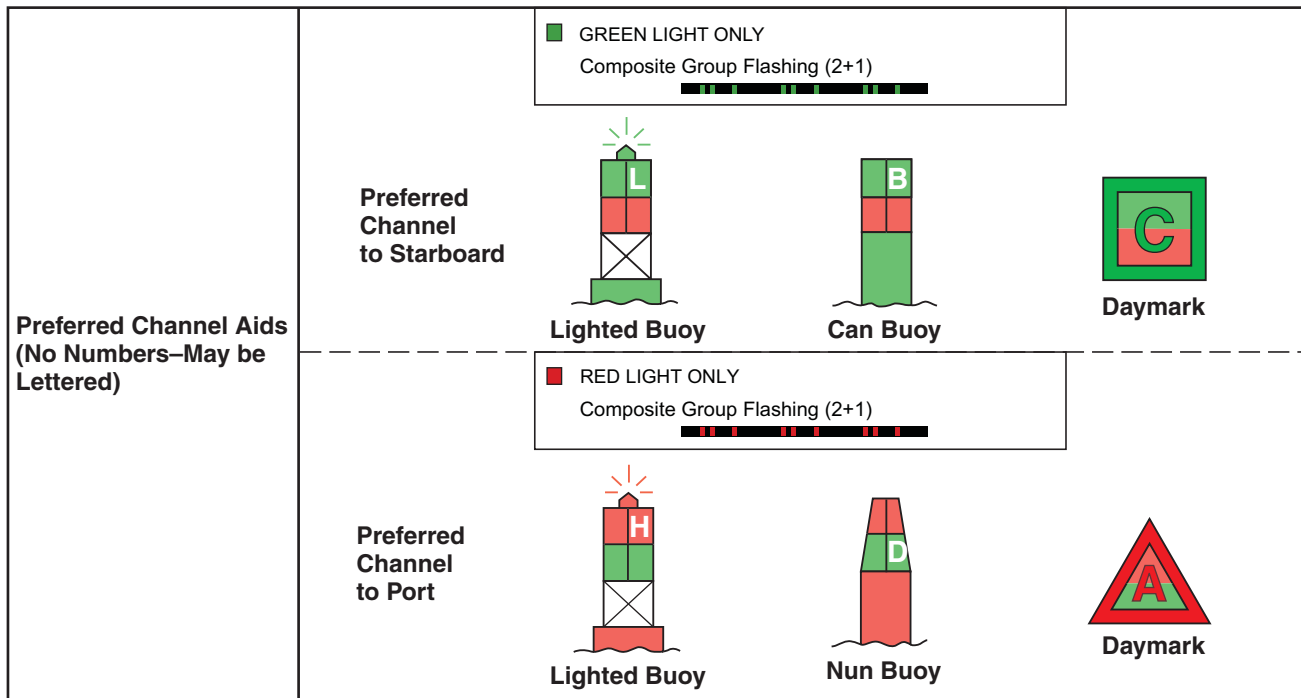 Preferred Channel Aids
(No Numbers–May be
Lettered)
GREEN LIGHT ONLY
Composite Group Flashing (2+1)
Preferred
Channel
to Starboard
L
B
C
Lighted Buoy
Can Buoy
Daymark
RED LIGHT ONLY
Composite Group Flashing (2+1)
Preferred
Channel
to Port
H
D
A
Lighted Buoy
Nun Buoy
Daymark